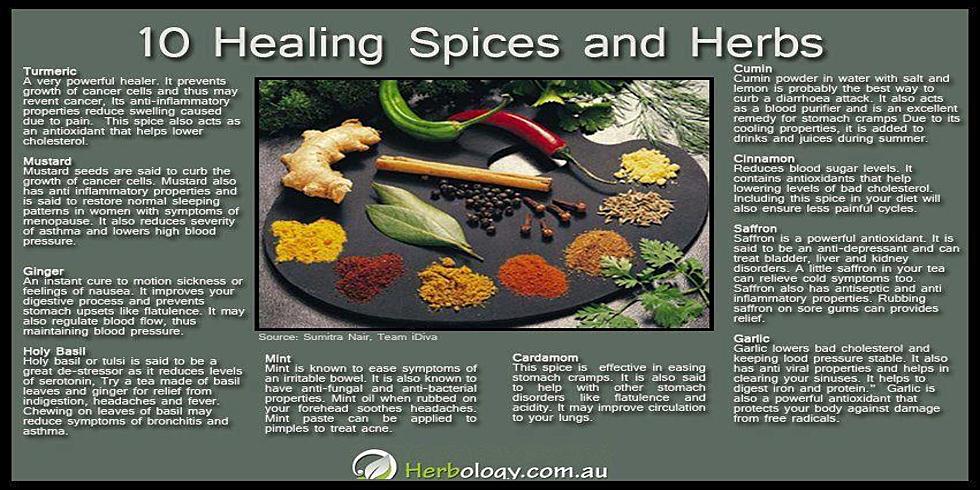 10 Healing Spices and Herbs
Turmeric
A very powerful healer. It prevents
growth of cancer cells and thus may
revent cancer, Its anti-inflammatory
properties reduce swelling caused
due to pain. This spice also acts as
an antioxidant that helps lower
cholesterol.
Mustard
Mustard seeds are said to curb the
growth of cancer cells. Mustard also
has anti inflammatory properties and
is said to restore normal sleeping
patterns in women with symptoms of
menopause. It also reduces severity
of asthma and lowers high blood
pressure.
Ginger
An instant cure to motion sickness or
feelings of nausea. It improves your
digestive process and prevents
stomach upsets like flatulence. It may
also regulate blood flow, thus
maintaining blood pressure.
Holy Basil
Holy basil or tulsi is said to be a
great de-stressor as it reduces levels
of serotonin, Try a tea made of basil
leaves and ginger for relief from
indigestion, headaches and fever.
Chewing on leaves of basil may
reduce symptoms of bronchitis and
asthma.
Source: Sumitra Nair, Team iDiva
Mint
Mint is known to ease symptoms of
an irritable bowel. It is also known to
have anti-fungal and anti-bacterial
properties. Mint oil when rubbed on
your forehead soothes headaches.
Mint paste can be applied to
pimples to treat acne.
Cardamom
This spice is effective in easing
stomach cramps. It is also said
to help with other stomach
disorders like flatulence and
acidity. It may improve circulation
to your lungs.
Cumin
Cumin powder in water with salt and
lemon is probably the best way to
curb a diarrhoea attack. It also acts
as a blood purifier and is an excellent
remedy for stomach cramps Due to its
cooling properties, it is added to
drinks and juices during summer.
Cinnamon
Reduces blood sugar levels. It
contains antioxidants that help
lowering levels of bad cholesterol.
Including this spice in your diet will
also ensure less painful cycles.
Saffron
Saffron is a powerful antioxidant. It is
said to be an anti-depressant and can
treat bladder, liver and kidney
disorders. A little saffron in your tea
can relieve cold symptoms too.
Saffron also has antiseptic and anti
inflammatory properties. Rubbing
saffron on sore gums can provides
relief.
Garlic
Garlic lowers bad cholesterol and
keeping lood pressure stable. It also
has anti viral properties and helps in
clearing your sinuses. It helps to
digest iron and protein." Garlic is
also a powerful antioxidant that
protects your body against damage
from free radicals.
Herbology.com.au